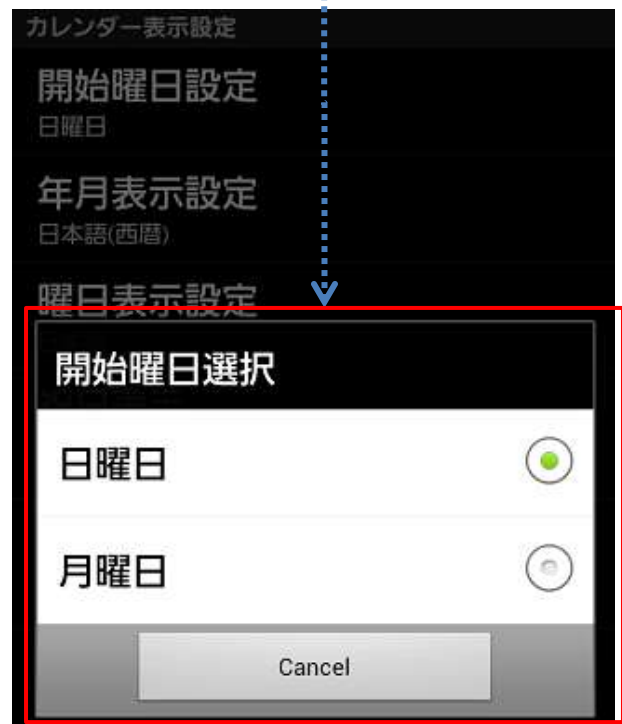 カレンダー表示設定
開始曜日設定
日曜日
年月表示設定
日本語(西暦)
曜日表示設定
開始曜日選択
日曜日
月曜日
Cancel